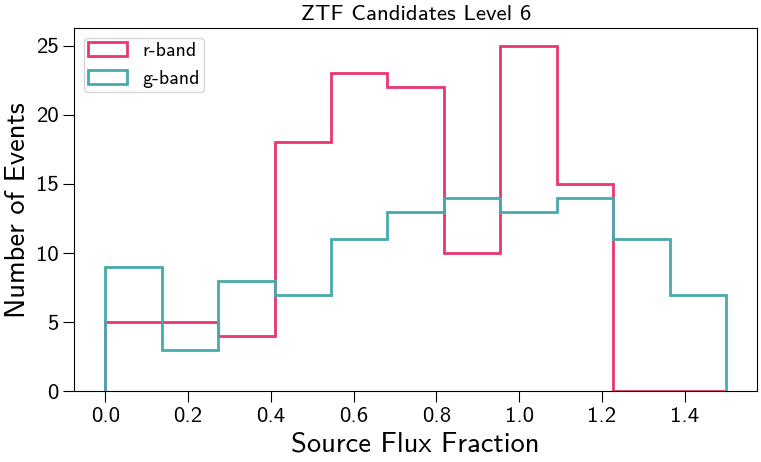 ZTF Candidates Level 6
r-band
g-band
Number of Events
25
20
15
10
5
0
0.0 0.2 0.4 0.6 0.8 1.0 1.2 1.4
Source Flux Fraction